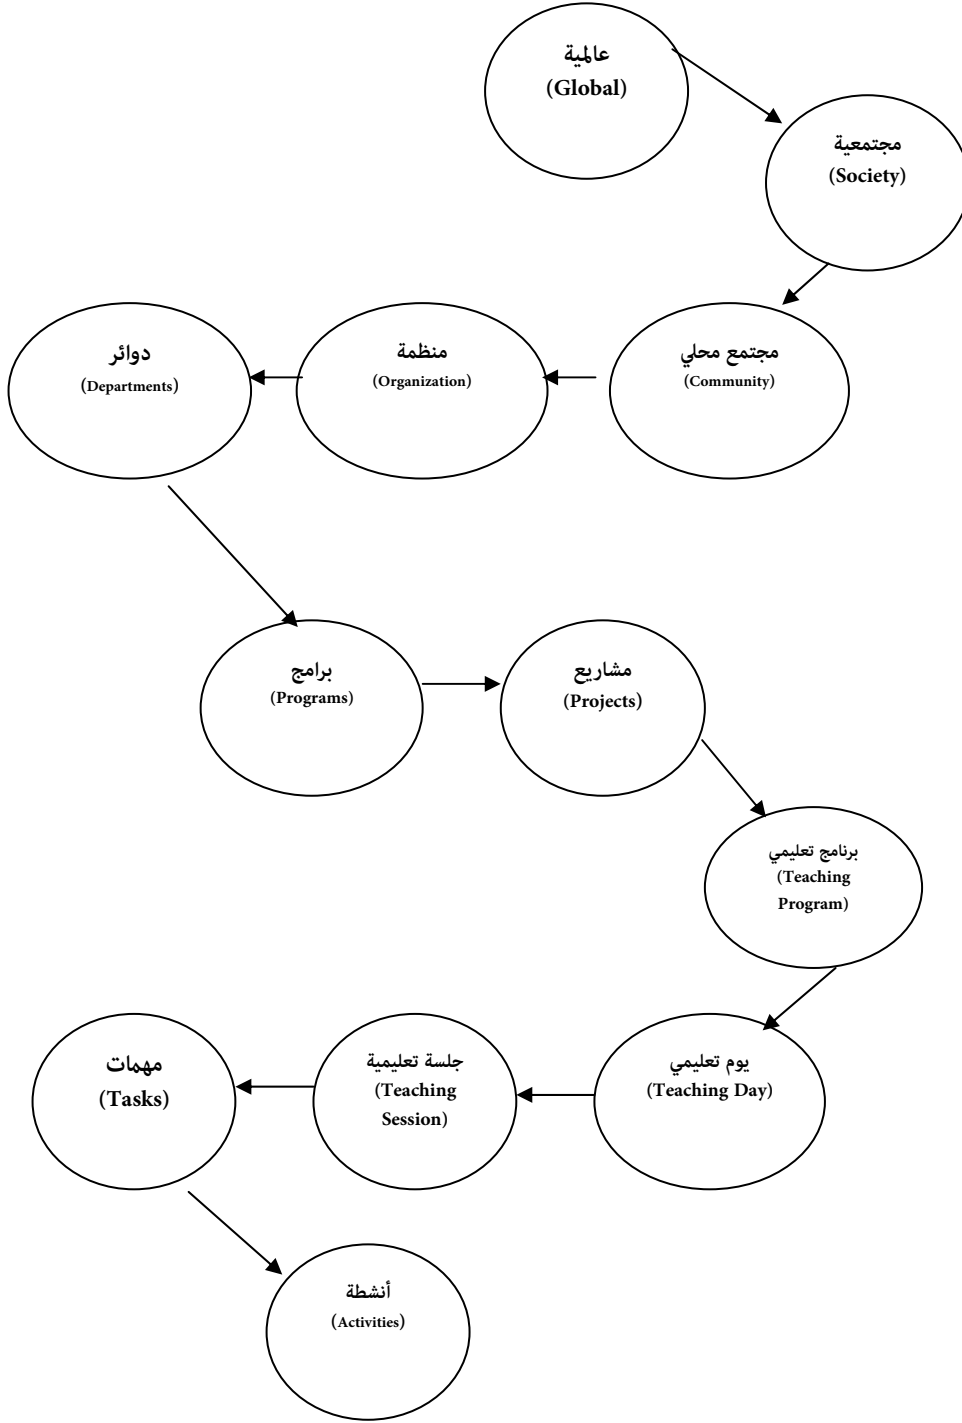 عالمية
(Global)
مجتمعية
(Society)
مجتمع محلي
(Community)
منظمة
(Organization)
دوائر
(Departments)
برامج
(Programs)
مشاريع
(Projects)
برنامج تعليمي
(Teaching
Program)
يوم تعليمي
(Teaching Day)
جلسة تعليمية
(Teaching
Session)
مهمات
(Tasks)
أنشطة
(Activities)